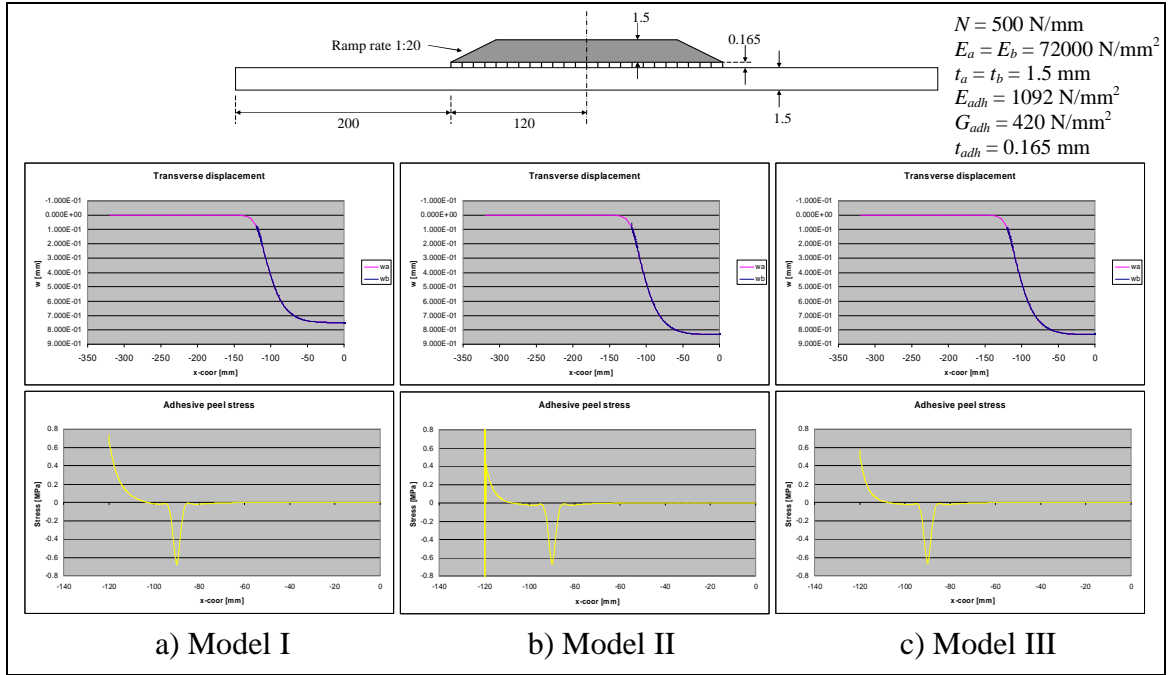 1.5
Ramp rate 1:20
0.165
200
120
1.5
N = 500 N/mm
Eₐ = E_b = 72000 N/mm²
tₐ = t_b = 1.5 mm
E_adh = 1092 N/mm²
G_adh = 420 N/mm²
t_adh = 0.165 mm
Transverse displacement
w [mm]
-1.000E-01
0.000E+00
1.000E-01
2.000E-01
3.000E-01
4.000E-01
5.000E-01
6.000E-01
7.000E-01
8.000E-01
9.000E-01
-350 -300 -250 -200 -150 -100 -50 0
x-coor [mm]
wa
wb
Transverse displacement
w [mm]
-1.000E-01
0.000E+00
1.000E-01
2.000E-01
3.000E-01
4.000E-01
5.000E-01
6.000E-01
7.000E-01
8.000E-01
9.000E-01
-350 -300 -250 -200 -150 -100 -50 0
x-coor [mm]
wa
wb
Transverse displacement
w [mm]
-1.000E-01
0.000E+00
1.000E-01
2.000E-01
3.000E-01
4.000E-01
5.000E-01
6.000E-01
7.000E-01
8.000E-01
9.000E-01
-350 -300 -250 -200 -150 -100 -50 0
x-coor [mm]
wa
wb
Adhesive peel stress
Stress [MPa]
0.8
0.6
0.4
0.2
0
-0.2
-0.4
-0.6
-0.8
-140 -120 -100 -80 -60 -40 -20 0
x-coor [mm]
Adhesive peel stress
Stress [MPa]
0.8
0.6
0.4
0.2
0
-0.2
-0.4
-0.6
-0.8
-140 -120 -100 -80 -60 -40 -20 0
x-coor [mm]
Adhesive peel stress
Stress [MPa]
0.8
0.6
0.4
0.2
0
-0.2
-0.4
-0.6
-0.8
-140 -120 -100 -80 -60 -40 -20 0
x-coor [mm]
a) Model I
b) Model II
c) Model III